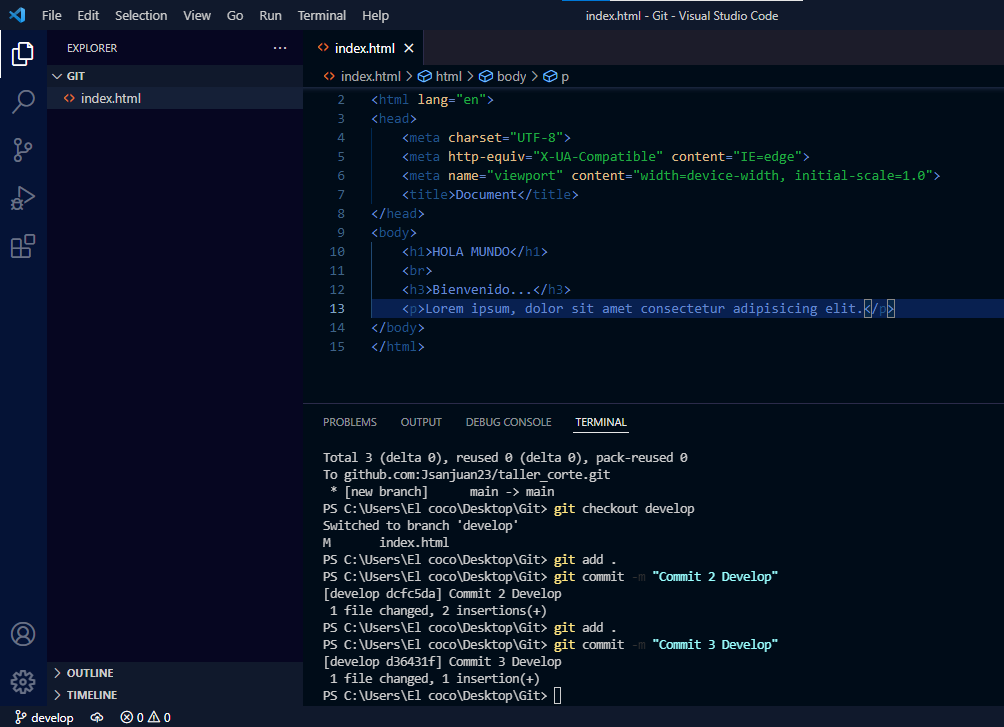 File Edit Selection View Go Run Terminal Help
index.html - Git - Visual Studio Code
EXPLORER ...
GIT
<> index.html
OUTLINE
TIMELINE
<> index.html ×
<> index.html > html > body > p
2 <html lang="en">
3 <head>
4 <meta charset="UTF-8">
5 <meta http-equiv="X-UA-Compatible" content="IE=edge">
6 <meta name="viewport" content="width=device-width, initial-scale=1.0">
7 <title>Document</title>
8 </head>
9 <body>
10 <h1>HOLA MUNDO</h1>
11 <br>
12 <h3>Bienvenido...</h3>
13 <p>Lorem ipsum, dolor sit amet consectetur adipisicing elit.</p>
14 </body>
15 </html>
PROBLEMS OUTPUT DEBUG CONSOLE TERMINAL
Total 3 (delta 0), reused 0 (delta 0), pack-reused 0
To github.com:Jsanjuan23/taller_corte.git
* [new branch] main -> main
PS C:\Users\El coco\Desktop\Git> git checkout develop
Switched to branch 'develop'
M index.html
PS C:\Users\El coco\Desktop\Git> git add .
PS C:\Users\El coco\Desktop\Git> git commit -m "Commit 2 Develop"
[develop dcfc5da] Commit 2 Develop
1 file changed, 2 insertions(+)
PS C:\Users\El coco\Desktop\Git> git add .
PS C:\Users\El coco\Desktop\Git> git commit -m "Commit 3 Develop"
[develop d36431f] Commit 3 Develop
1 file changed, 1 insertion(+)
PS C:\Users\El coco\Desktop\Git>
develop 0 0